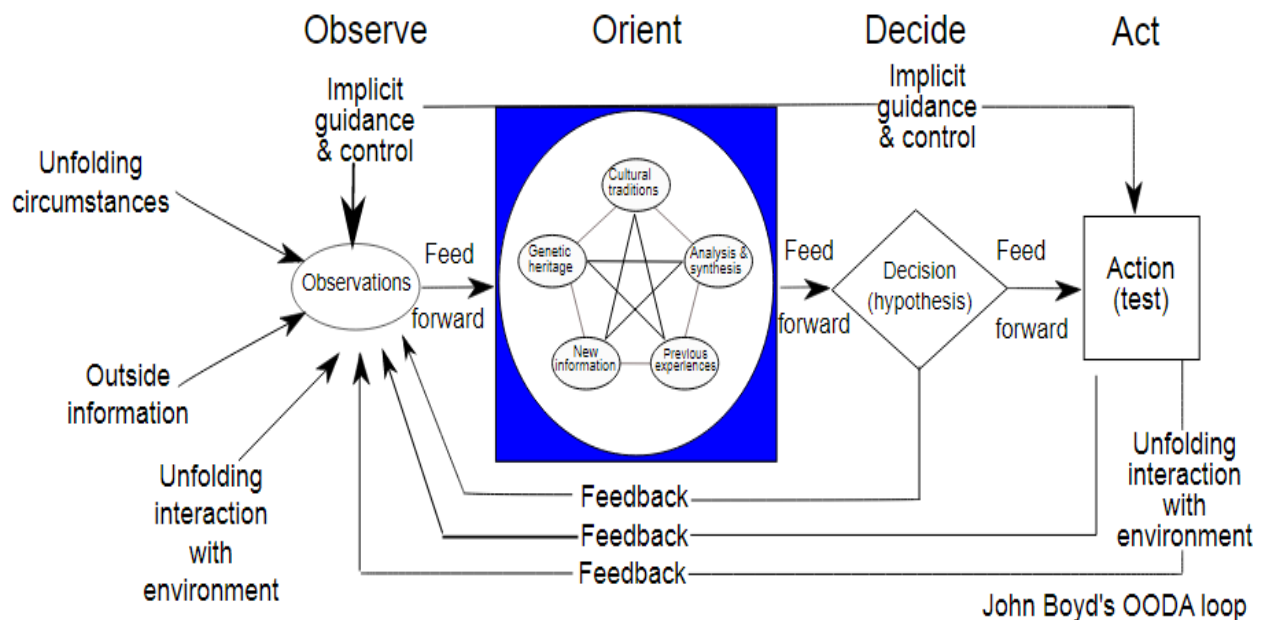 Observe
Orient
Decide
Act
Implicit
guidance
& control
Implicit
guidance
& control
Unfolding
circumstances
Observations
Feed
forward
Cultural
traditions
Genetic
heritage
Analysis &
synthesis
New
information
Previous
experiences
Feed
forward
Decision
(hypothesis)
Feed
forward
Action
(test)
Outside
information
Unfolding
interaction
with
environment
Feedback
Feedback
Feedback
Unfolding
interaction
with
environment
John Boyd's OODA loop